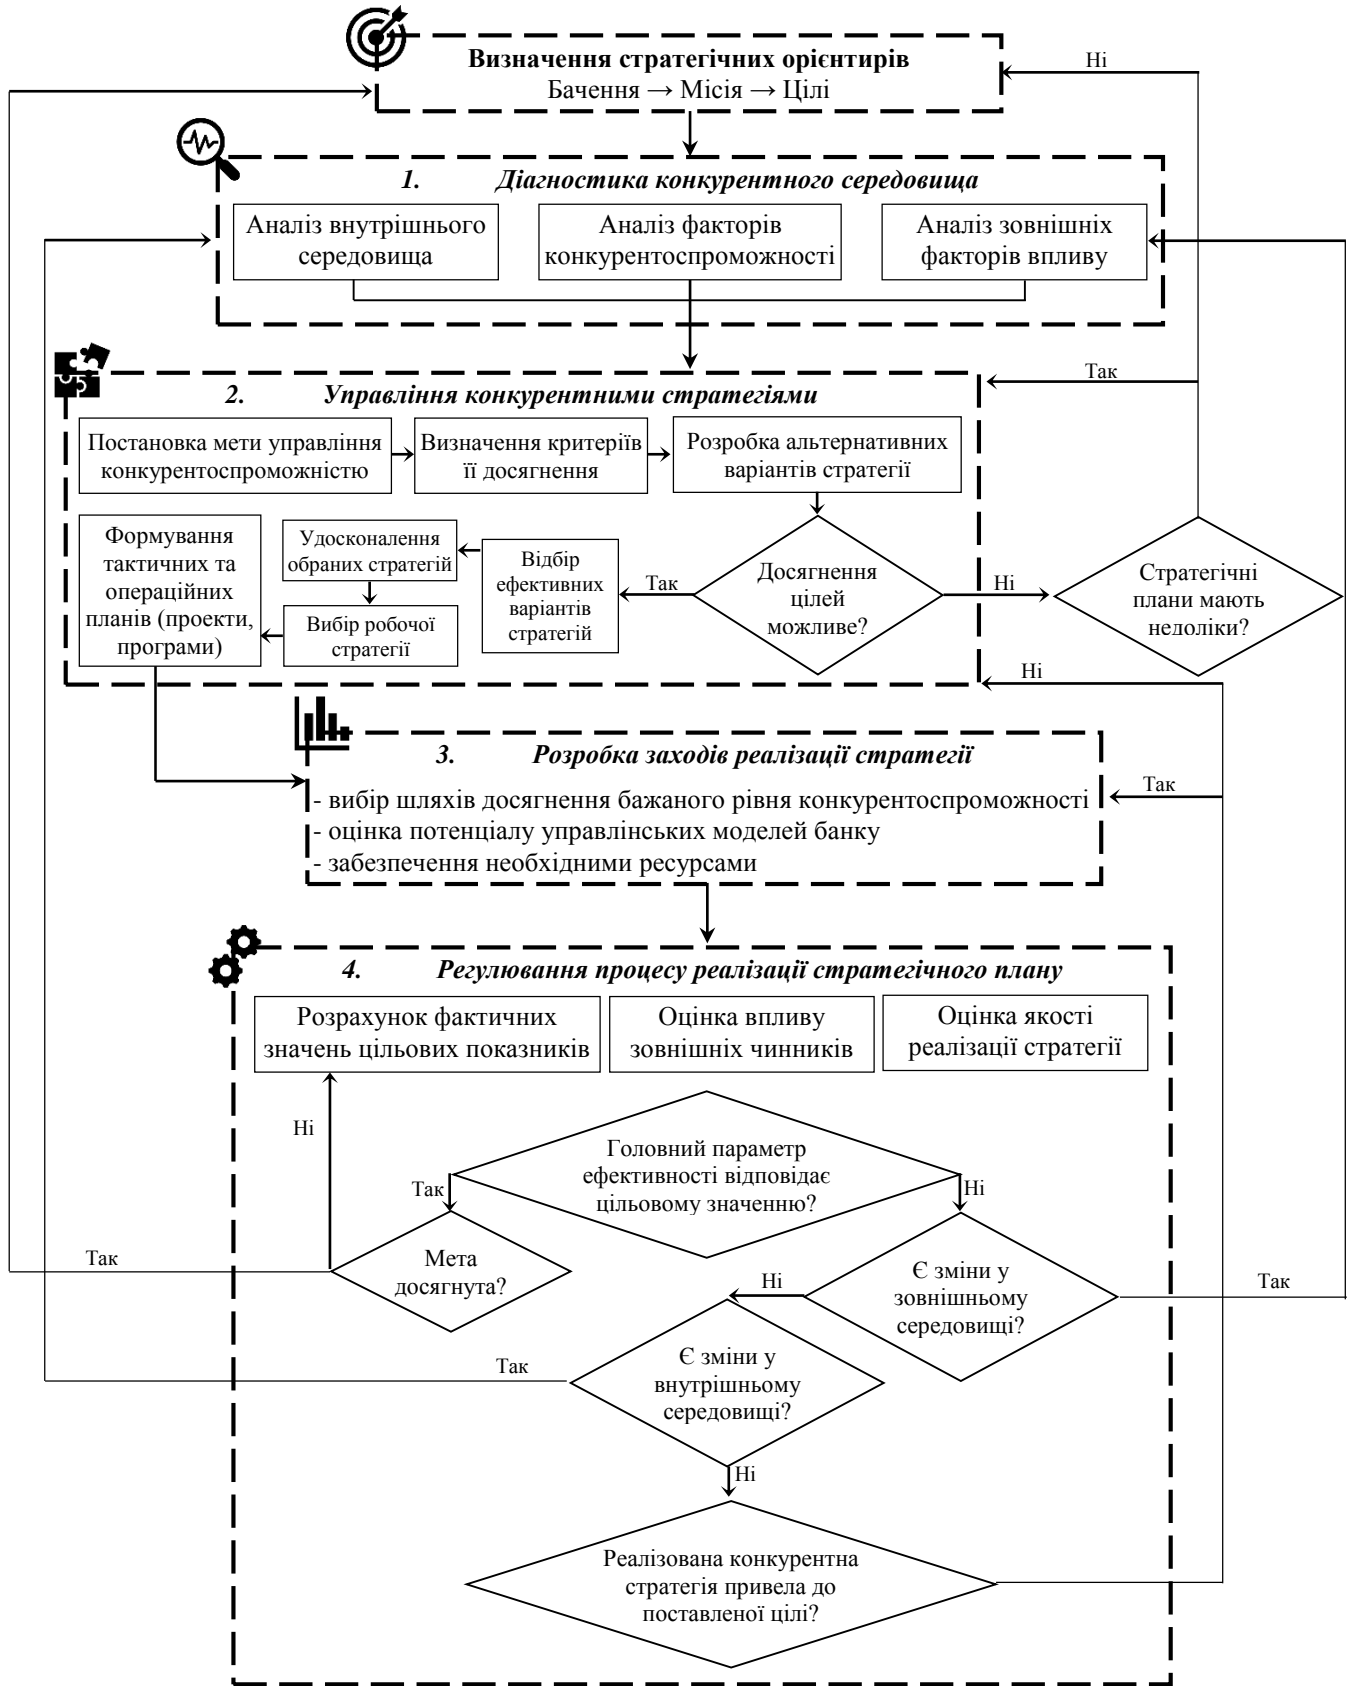 Визначення стратегічних орієнтирів
Бачення → Місія → Цілі
Ні
1. Діагностика конкурентного середовища
Аналіз внутрішнього
середовища
Аналіз факторів
конкурентоспроможності
Аналіз зовнішніх
факторів впливу
Так
2. Управління конкурентними стратегіями
Постановка мети управління
конкурентоспроможністю
Визначення критеріїв
її досягнення
Розробка альтернативних
варіантів стратегії
Формування
тактичних та
операційних
планів (проекти,
програми)
Удосконалення
обраних стратегій
Вибір робочої
стратегії
Відбір
ефективних
варіантів
стратегій
Так
Досягнення
цілей
можливе?
Ні
Стратегічні
плани мають
недоліки?
Ні
3. Розробка заходів реалізації стратегії
- вибір шляхів досягнення бажаного рівня конкурентоспроможності
- оцінка потенціалу управлінських моделей банку
- забезпечення необхідними ресурсами
Так
4. Регулювання процесу реалізації стратегічного плану
Розрахунок фактичних
значень цільових показників
Оцінка впливу
зовнішніх чинників
Оцінка якості
реалізації стратегії
Ні
Головний параметр
ефективності відповідає
цільовому значенню?
Так
Ні
Так
Мета
досягнута?
Ні
Є зміни у
зовнішньому
середовищі?
Так
Так
Є зміни у
внутрішньому
середовищі?
Ні
Реалізована конкурентна
стратегія привела до
поставленої цілі?